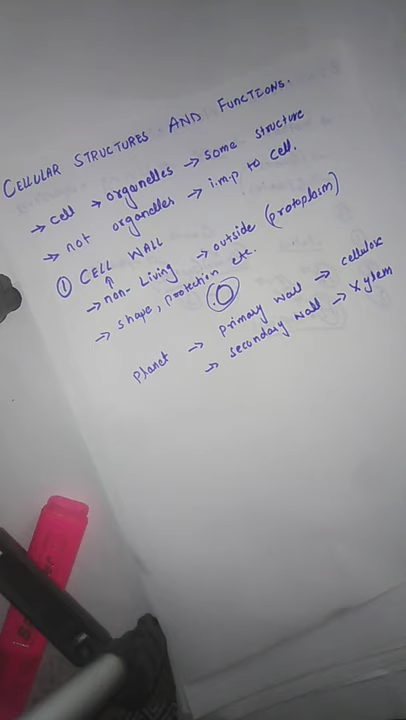 CELLULAR STRUCTURES AND FUNCTIONS.
→ cell → organelles → some structure
→ not organelles → i.m.p to cell.
① CELL WALL
→ non-Living → outside (protoplasm)
→ shape, protection etc.
Planet → primary wall → cellulose
→ secondary wall → Xylem